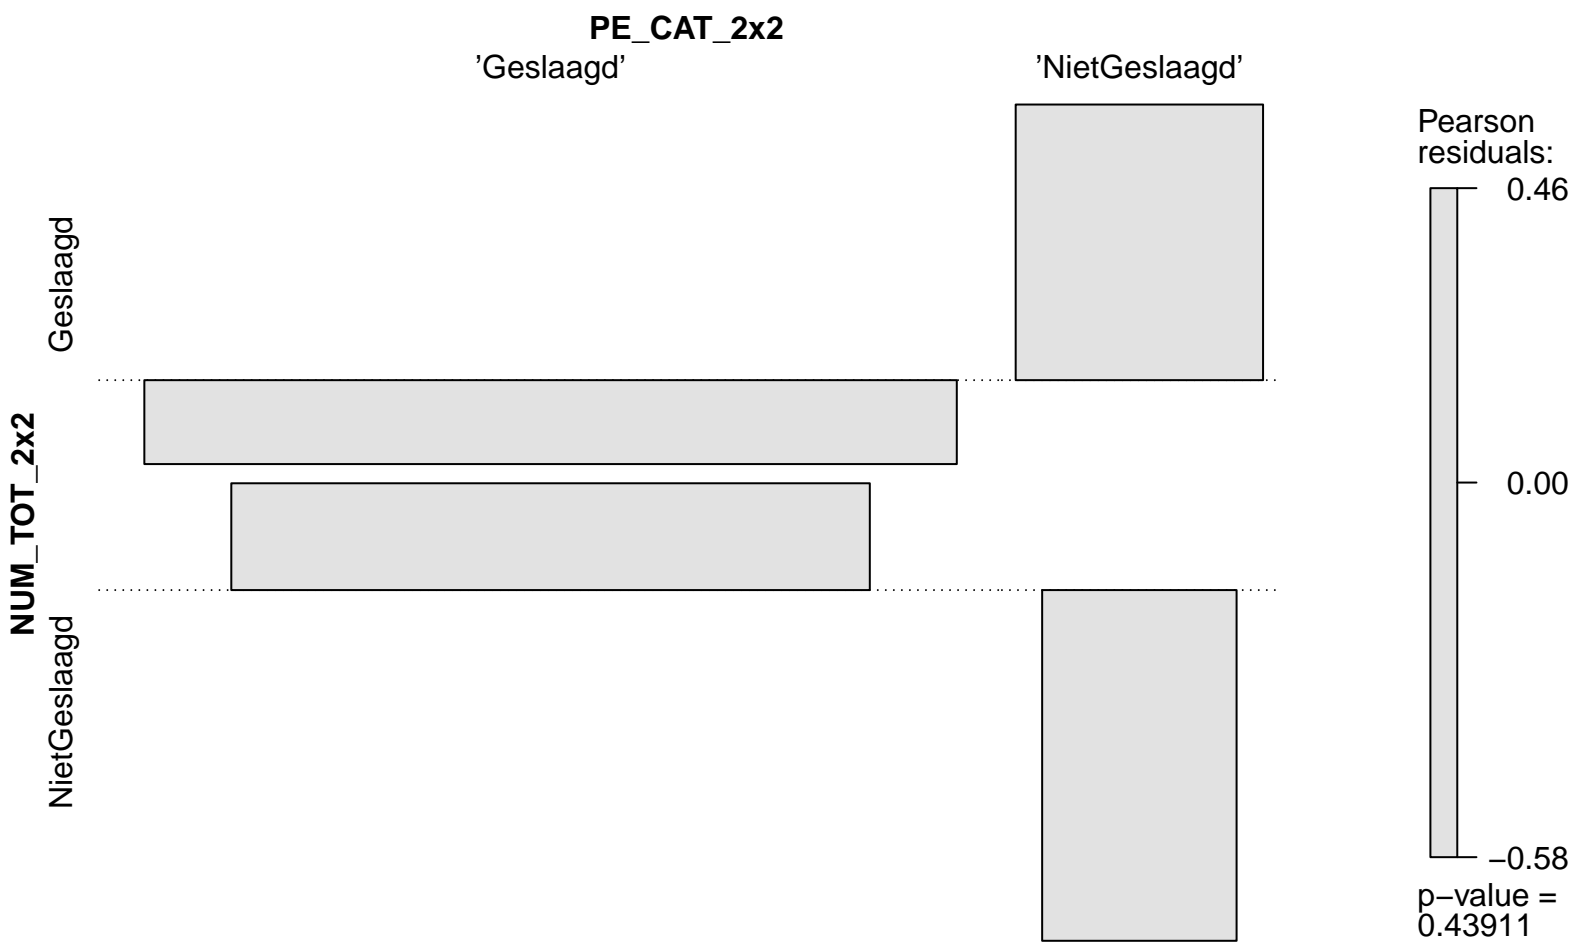 PE_CAT_2x2
’Geslaagd’
’NietGeslaagd’
NUM_TOT_2x2
Geslaagd
NietGeslaagd
Pearson
residuals:
0.46
0.00
−0.58
p−value =
0.43911